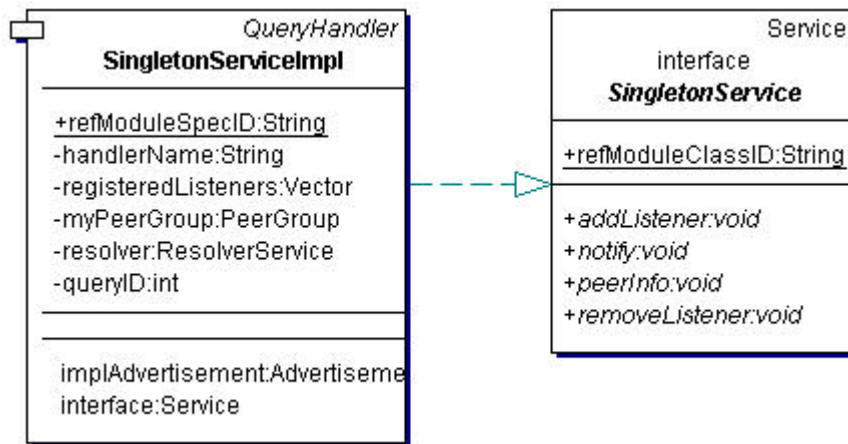 QueryHandler
SingletonServiceImpl
+refModuleSpecID:String
-handlerName:String
-registeredListeners:Vector
-myPeerGroup:PeerGroup
-resolver:ResolverService
-queryID:int
implAdvertisement:Advertiseme
interface:Service
Service
interface
SingletonService
+refModuleClassID:String
+addListener:void
+notify:void
+peerInfo:void
+removeListener:void